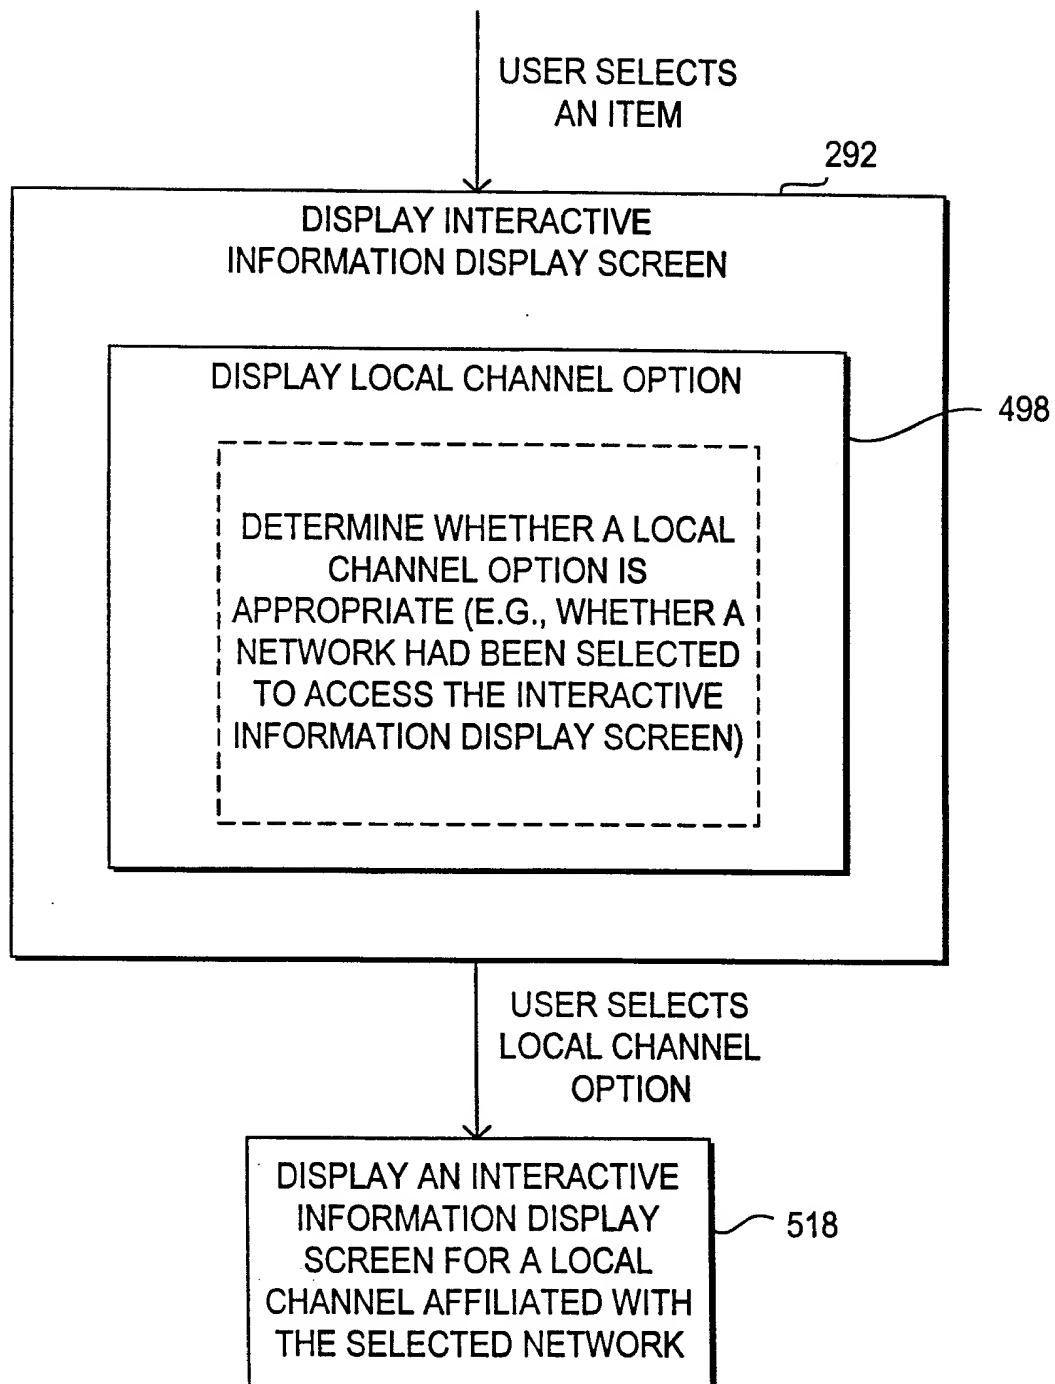 USER SELECTS
AN ITEM
292
DISPLAY INTERACTIVE
INFORMATION DISPLAY SCREEN
DISPLAY LOCAL CHANNEL OPTION
498
DETERMINE WHETHER A LOCAL
CHANNEL OPTION IS
APPROPRIATE (E.G., WHETHER A
NETWORK HAD BEEN SELECTED
TO ACCESS THE INTERACTIVE
INFORMATION DISPLAY SCREEN)
USER SELECTS
LOCAL CHANNEL
OPTION
DISPLAY AN INTERACTIVE
INFORMATION DISPLAY
SCREEN FOR A LOCAL
CHANNEL AFFILIATED WITH
THE SELECTED NETWORK
518